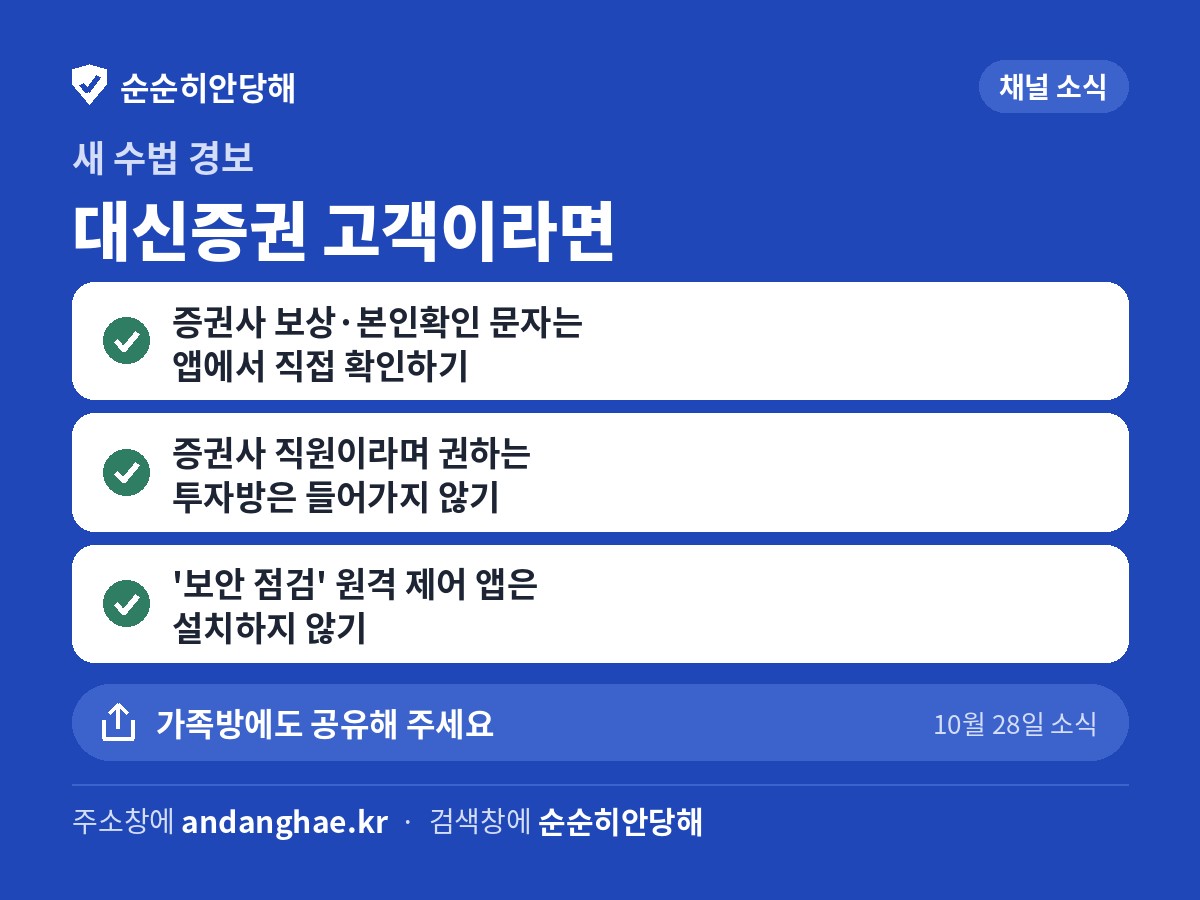 순순히안당해
채널 소식
새 수법 경보
대신증권 고객이라면
증권사 보상·본인확인 문자는
앱에서 직접 확인하기
증권사 직원이라며 권하는
투자방은 들어가지 않기
'보안 점검' 원격 제어 앱은
설치하지 않기
가족방에도 공유해 주세요
10월 28일 소식
주소창에 andanghae.kr · 검색창에 순순히안당해